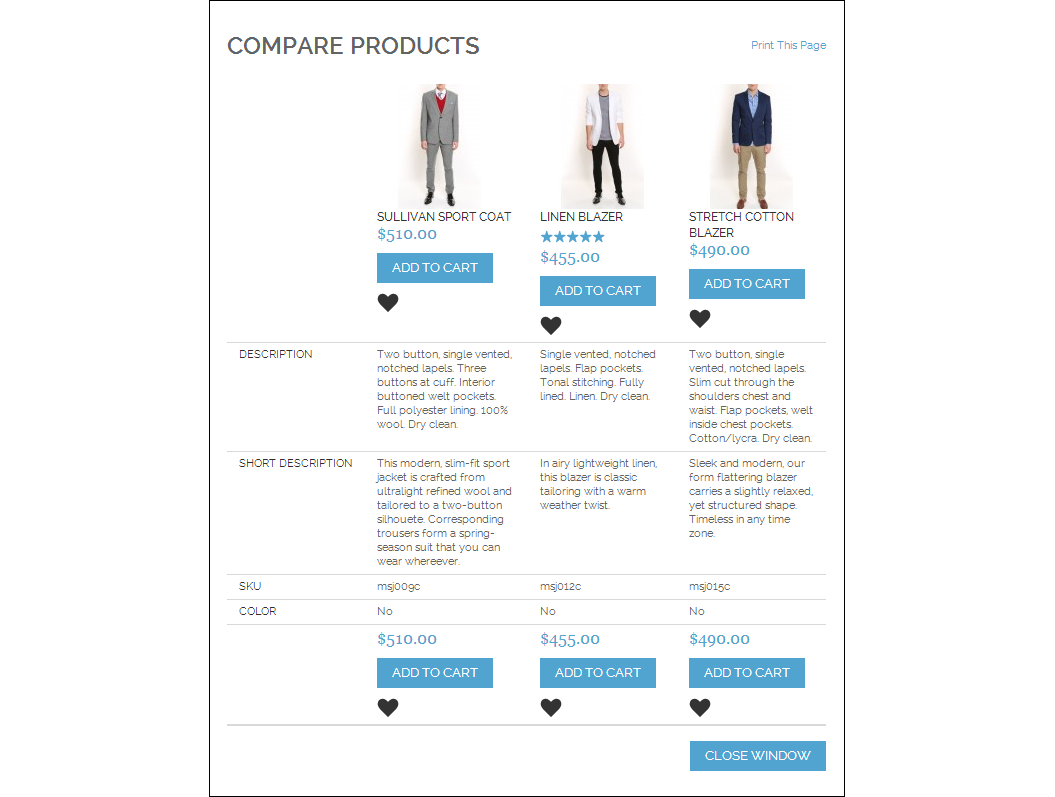 COMPARE PRODUCTS
Print This Page
SULLIVAN SPORT COAT
$510.00
ADD TO CART
LINEN BLAZER
$455.00
ADD TO CART
STRETCH COTTON
BLAZER
$490.00
ADD TO CART
DESCRIPTION
Two button, single vented,
notched lapels. Three
buttons at cuff. Interior
buttoned welt pockets.
Full polyester lining. 100%
wool. Dry clean.
Single vented, notched
lapels. Flap pockets.
Tonal stitching. Fully
lined. Linen. Dry clean.
Two button, single
vented, notched lapels.
Slim cut through the
shoulders chest and
waist. Flap pockets, welt
inside chest pockets.
Cotton/lycra. Dry clean.
SHORT DESCRIPTION
This modern, slim-fit sport
jacket is crafted from
ultralight refined wool and
tailored to a two-button
silhouete. Corresponding
trousers form a spring-
season suit that you can
wear whereever.
In airy lightweight linen,
this blazer is classic
tailoring with a warm
weather twist.
Sleek and modern, our
form flattering blazer
carries a slightly relaxed,
yet structured shape.
Timeless in any time
zone.
SKU
msj009c
msj012c
msj015c
COLOR
No
No
No
$510.00
$455.00
$490.00
ADD TO CART
ADD TO CART
ADD TO CART
CLOSE WINDOW